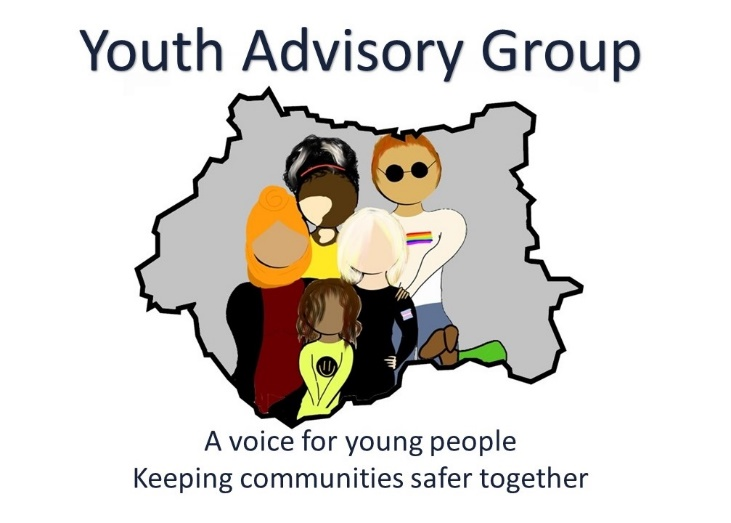 Youth Advisory Group
A voice for young people
Keeping communities safer together